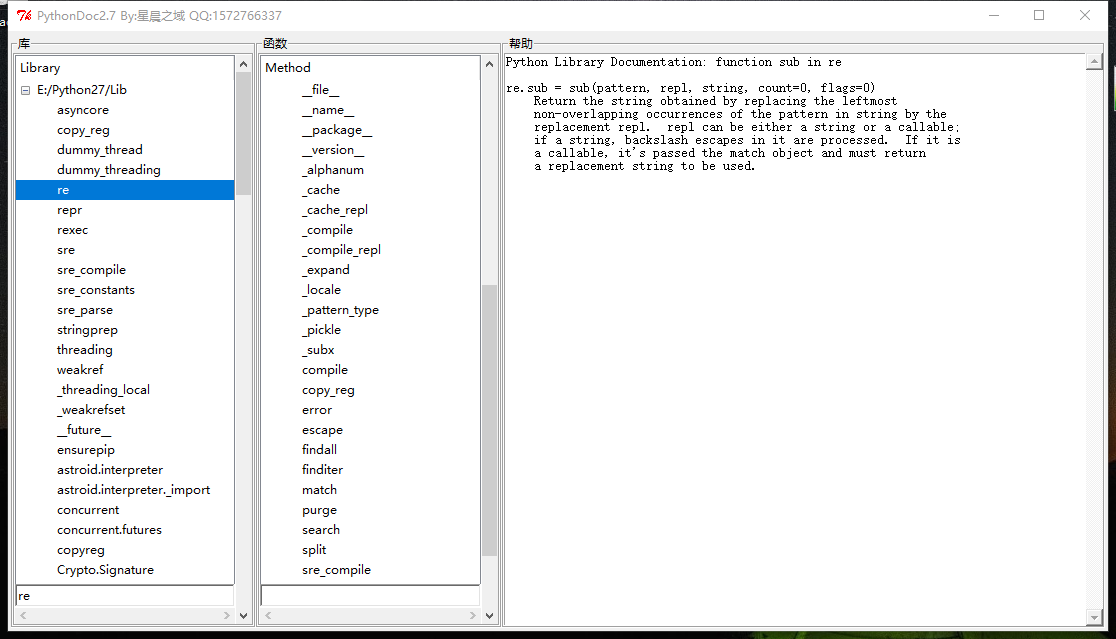 PythonDoc2.7 By:星晨之域 QQ:1572766337
库
Library
E:/Python27/Lib
asyncore
copy_reg
dummy_thread
dummy_threading
re
repr
rexec
sre
sre_compile
sre_constants
sre_parse
stringprep
threading
weakref
_threading_local
_weakrefset
__future__
ensurepip
astroid.interpreter
astroid.interpreter._import
concurrent
concurrent.futures
copyreg
Crypto.Signature
re
函数
Method
__file__
__name__
__package__
__version__
_alphanum
_cache
_cache_repl
_compile
_compile_repl
_expand
_locale
_pattern_type
_pickle
_subx
compile
copy_reg
error
escape
findall
finditer
match
purge
search
split
sre_compile
帮助
Python Library Documentation: function sub in re
re.sub = sub(pattern, repl, string, count=0, flags=0)
Return the string obtained by replacing the leftmost
non-overlapping occurrences of the pattern in string by the
replacement repl.  repl can be either a string or a callable;
if a string, backslash escapes in it are processed.  If it is
a callable, it's passed the match object and must return
a replacement string to be used.